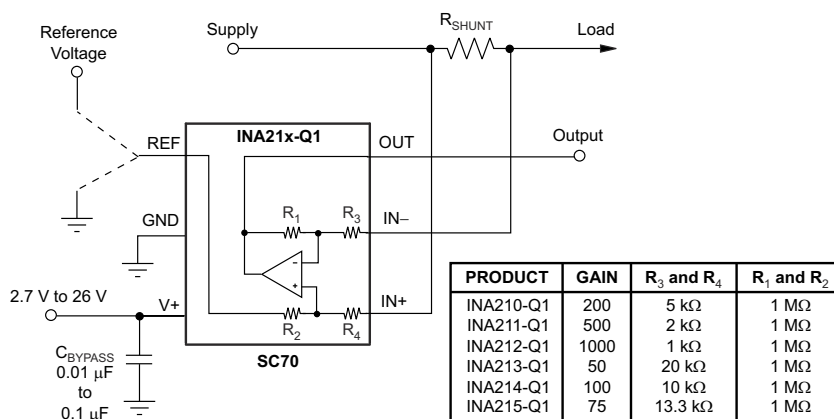 Reference
Voltage
Supply
R_SHUNT
Load
INA21x-Q1
REF
OUT
Output
GND
R1
R3
IN−
-
+
2.7 V to 26 V
V+
R2
R4
IN+
CBYPASS
0.01 µF
to
0.1 µF
SC70
PRODUCT GAIN R3 and R4 R1 and R2
INA210-Q1 200 5 kΩ 1 MΩ
INA211-Q1 500 2 kΩ 1 MΩ
INA212-Q1 1000 1 kΩ 1 MΩ
INA213-Q1 50 20 kΩ 1 MΩ
INA214-Q1 100 10 kΩ 1 MΩ
INA215-Q1 75 13.3 kΩ 1 MΩ